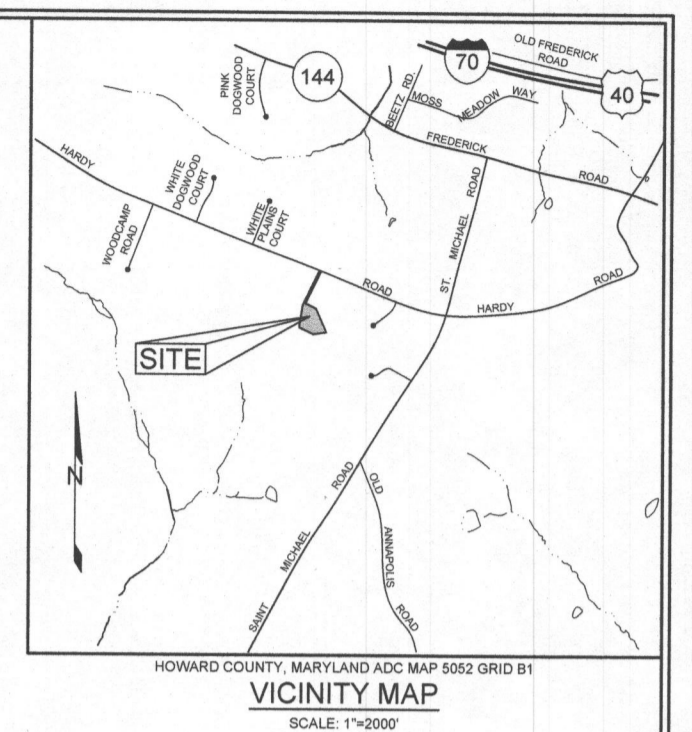 OLD FREDERICK
ROAD
70
40
144
PINK
DOGWOOD
COURT
BEETZ RD.
MOSS MEADOW WAY
FREDERICK ROAD
HARDY ROAD
WHITE
DOGWOOD
COURT
WHITE
PLAINS
COURT
WOODCAMP
ROAD
ST. MICHAEL ROAD
HARDY ROAD
SITE
N
SAINT MICHAEL ROAD
OLD ANNAPOLIS ROAD
HOWARD COUNTY, MARYLAND ADC MAP 5052 GRID B1
VICINITY MAP
SCALE: 1"=2000'